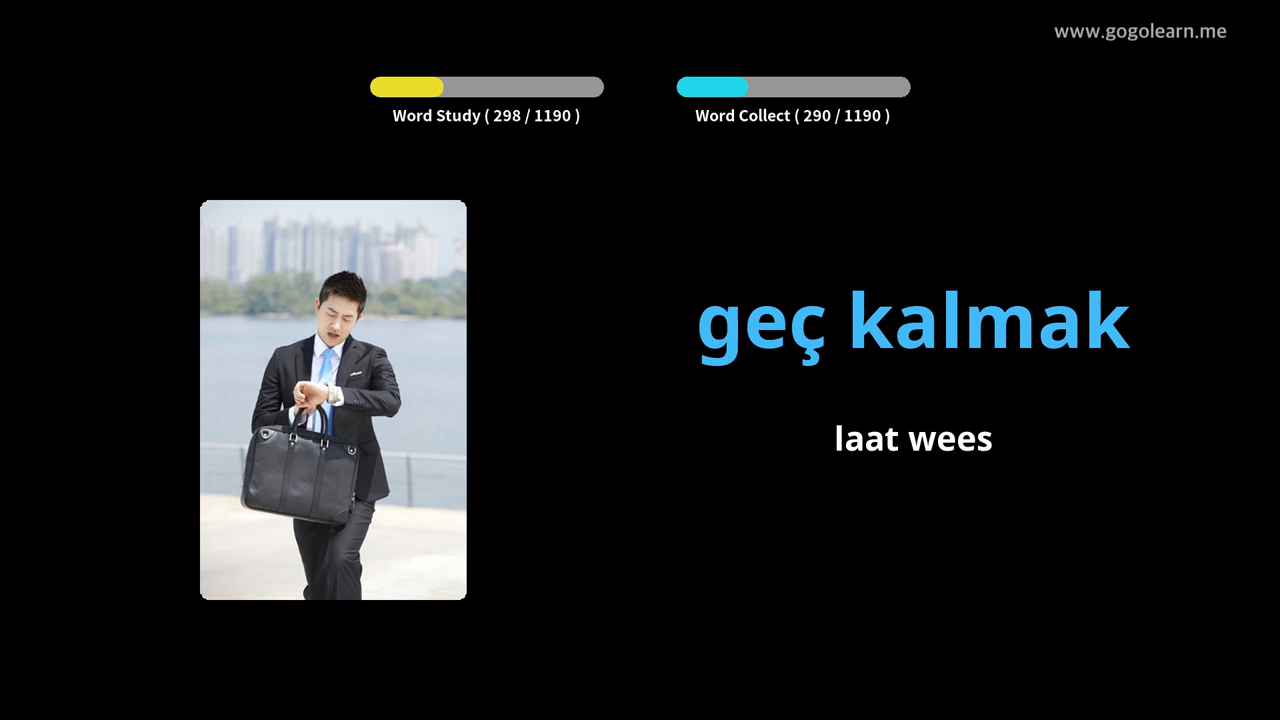 www.gogolearn.me
Word Study ( 298 / 1190 )
Word Collect ( 290 / 1190 )
geç kalmak
laat wees